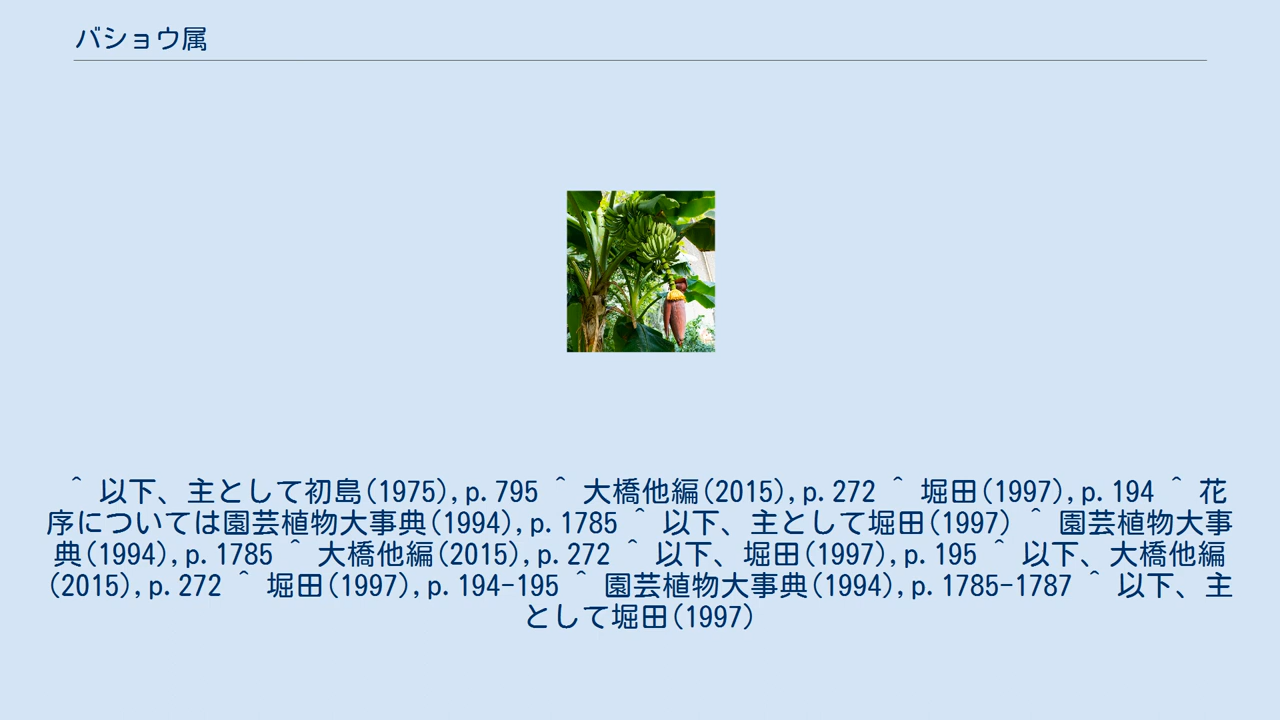 バショウ属
^ 以下、主として初島(1975),p.795 ^ 大橋他編(2015),p.272 ^ 堀田(1997),p.194 ^ 花
序については園芸植物大事典(1994),p.1785 ^ 以下、主として堀田(1997) ^ 園芸植物大事
典(1994),p.1785 ^ 大橋他編(2015),p.272 ^ 以下、堀田(1997),p.195 ^ 以下、大橋他編
(2015),p.272 ^ 堀田(1997),p.194-195 ^ 園芸植物大事典(1994),p.1785-1787 ^ 以下、主
として堀田(1997)